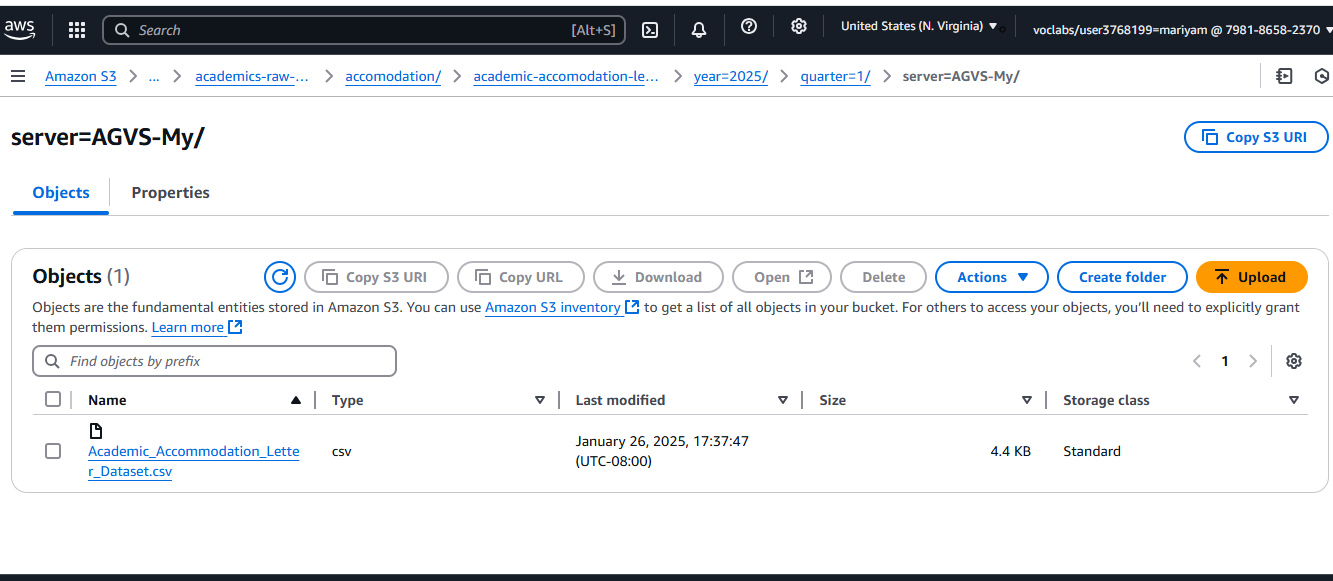 aws
Search [Alt+S] United States (N. Virginia) voclabs/user3768199=mariyam @ 7981-8658-2370
Amazon S3 ... academics-raw-... accomodation/ academic-accomodation-le... year=2025/ quarter=1/ server=AGVS-My/
server=AGVS-My/
Copy S3 URI
Objects Properties
Objects (1) Copy S3 URI Copy URL Download Open Delete Actions Create folder Upload
Objects are the fundamental entities stored in Amazon S3. You can use Amazon S3 inventory to get a list of all objects in your bucket. For others to access your objects, you'll need to explicitly grant
them permissions. Learn more
Find objects by prefix
1
Name Type Last modified Size Storage class
Academic_Accommodation_Lette
r_Dataset.csv
csv
January 26, 2025, 17:37:47
(UTC-08:00)
4.4 KB
Standard